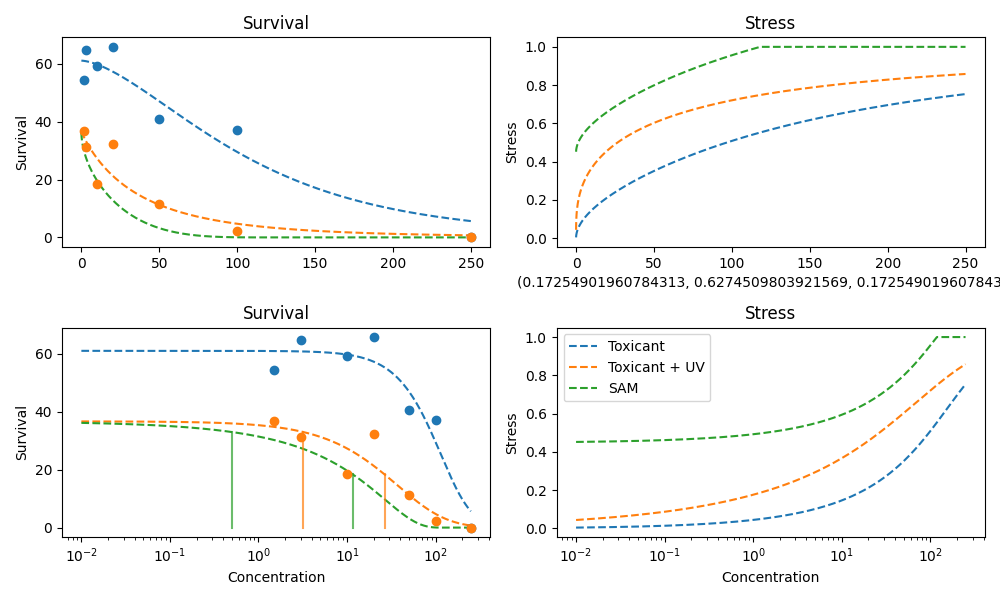 Survival
Survival
60
40
20
0
0 50 100 150 200 250
Stress
Stress
1.0
0.8
0.6
0.4
0.2
0.0
0 50 100 150 200 250
(0.17254901960784313, 0.6274509803921569, 0.1725490196078431
Survival
Survival
60
40
20
0
10⁻² 10⁻¹ 10⁰ 10¹ 10²
Concentration
Stress
Stress
1.0
0.8
0.6
0.4
0.2
0.0
Toxicant
Toxicant + UV
SAM
10⁻² 10⁻¹ 10⁰ 10¹ 10²
Concentration